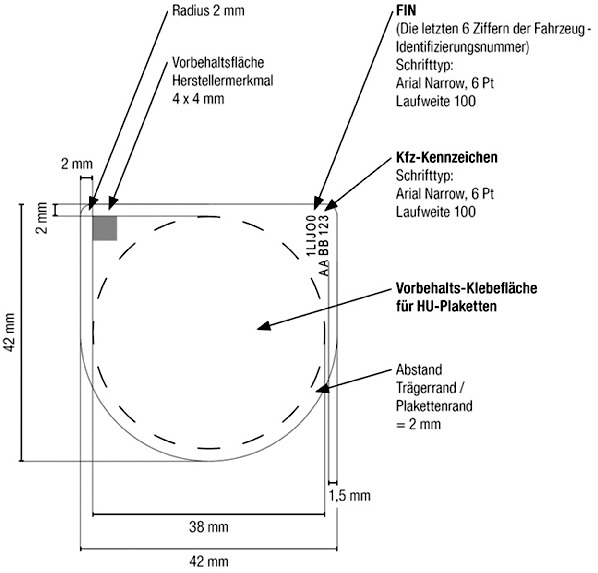 Radius 2 mm
Vorbehaltsfläche
Herstellermerkmal
4 x 4 mm
FIN
(Die letzten 6 Ziffern der Fahrzeug-
Identifizierungsnummer)
Schrifttyp:
Arial Narrow, 6 Pt
Laufweite 100
Kfz-Kennzeichen
Schrifttyp:
Arial Narrow, 6 Pt
Laufweite 100
2 mm
2 mm
1LIJO0
AA BB 123
Vorbehalts-Klebefläche
für HU-Plaketten
42 mm
Abstand
Trägerrand /
Plakettenrand
= 2 mm
1,5 mm
38 mm
42 mm